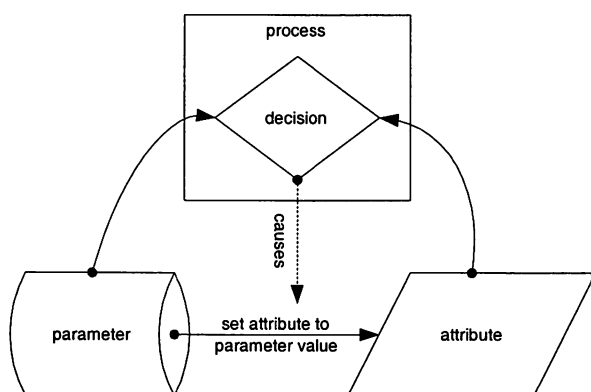 process
decision
causes
set attribute to
parameter value
parameter
attribute